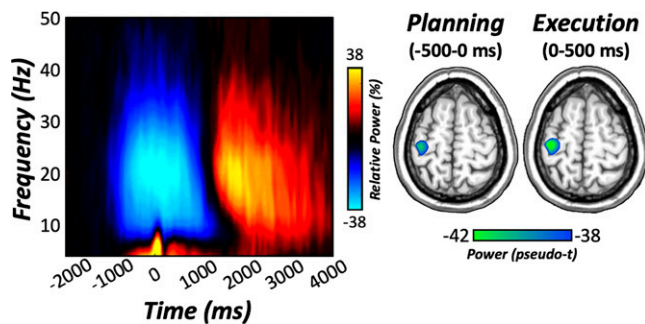 50
40
30
20
10
Frequency (Hz)
-2000
-1000
0
1000
2000
3000
4000
Time (ms)
38
-38
Relative Power (%)
Planning
(-500-0 ms)
Execution
(0-500 ms)
-42
-38
Power (pseudo-t)